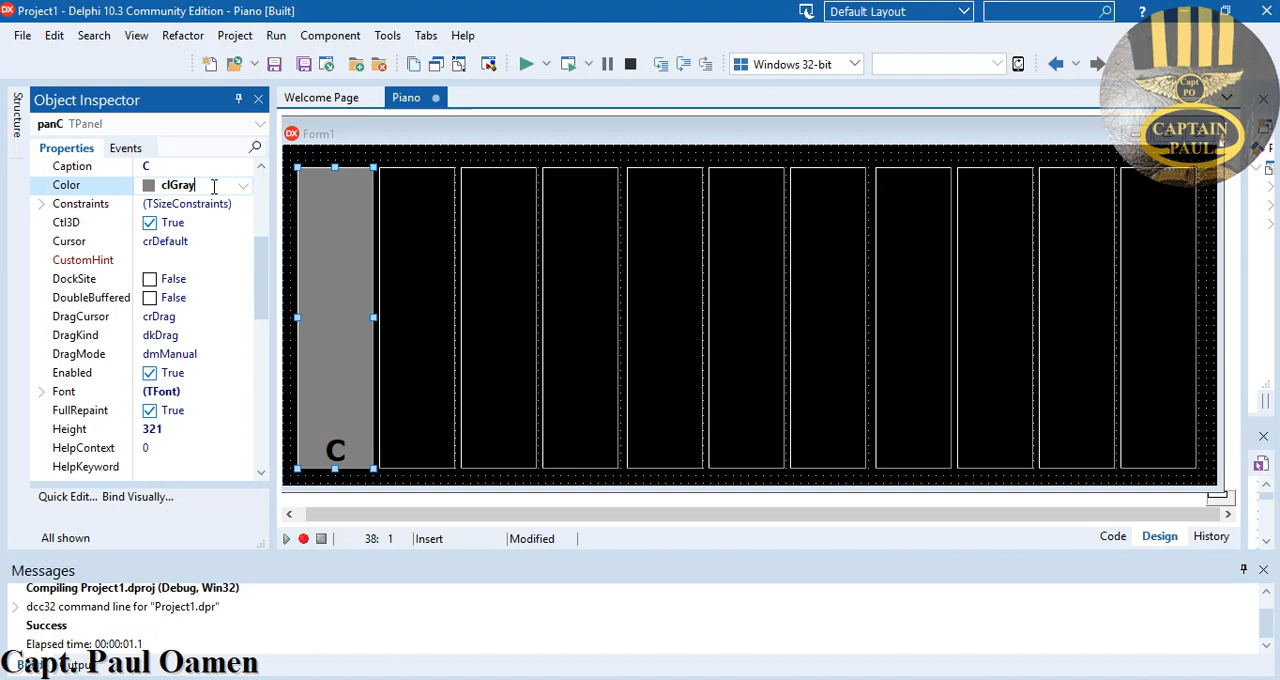 Project1 - Delphi 10.3 Community Edition - Piano [Built]
Default Layout
File Edit Search View Refactor Project Run Component Tools Tabs Help
Windows 32-bit
Structure
Object Inspector
panC TPanel
Properties Events
Caption C
Color clGray
Constraints (TSizeConstraints)
Ctl3D True
Cursor crDefault
CustomHint
DockSite False
DoubleBuffered False
DragCursor crDrag
DragKind dkDrag
DragMode dmManual
Enabled True
Font (TFont)
FullRepaint True
Height 321
HelpContext 0
HelpKeyword
Quick Edit... Bind Visually...
All shown
Welcome Page Piano
Form1
C
38: 1 Insert Modified
Code Design History
Messages
Compiling Project1.dproj (Debug, Win32)
dcc32 command line for "Project1.dpr"
Success
Elapsed time: 00:00:01.1
Capt. Paul Oamen
Capt
PO
CAPTAIN
PAUL